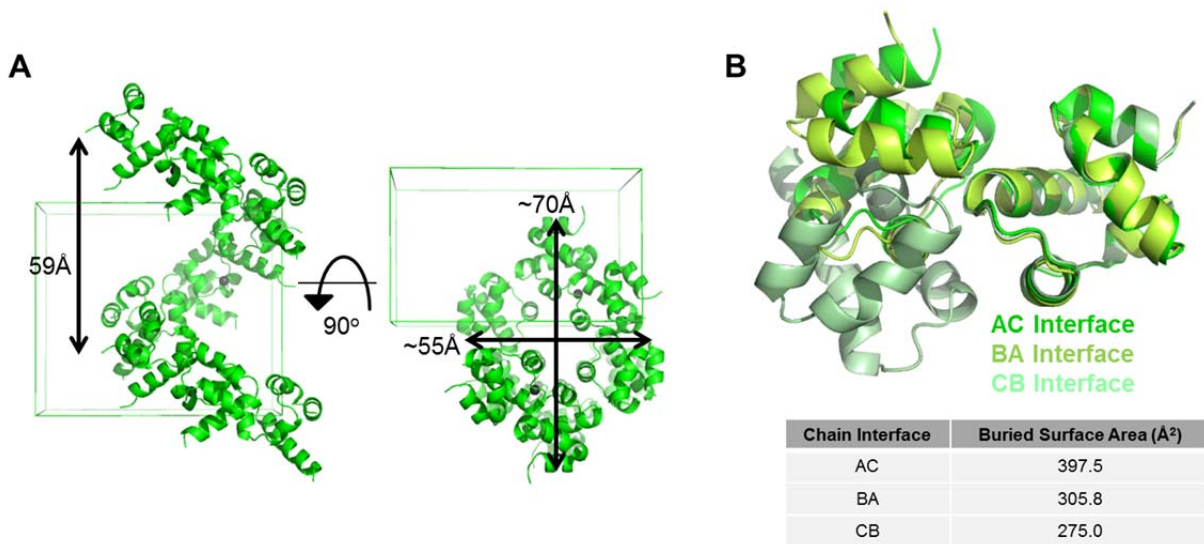 A
B
59Å
90°
~70Å
~55Å
AC Interface
BA Interface
CB Interface
Chain Interface Buried Surface Area (Å²)
AC 397.5
BA 305.8
CB 275.0